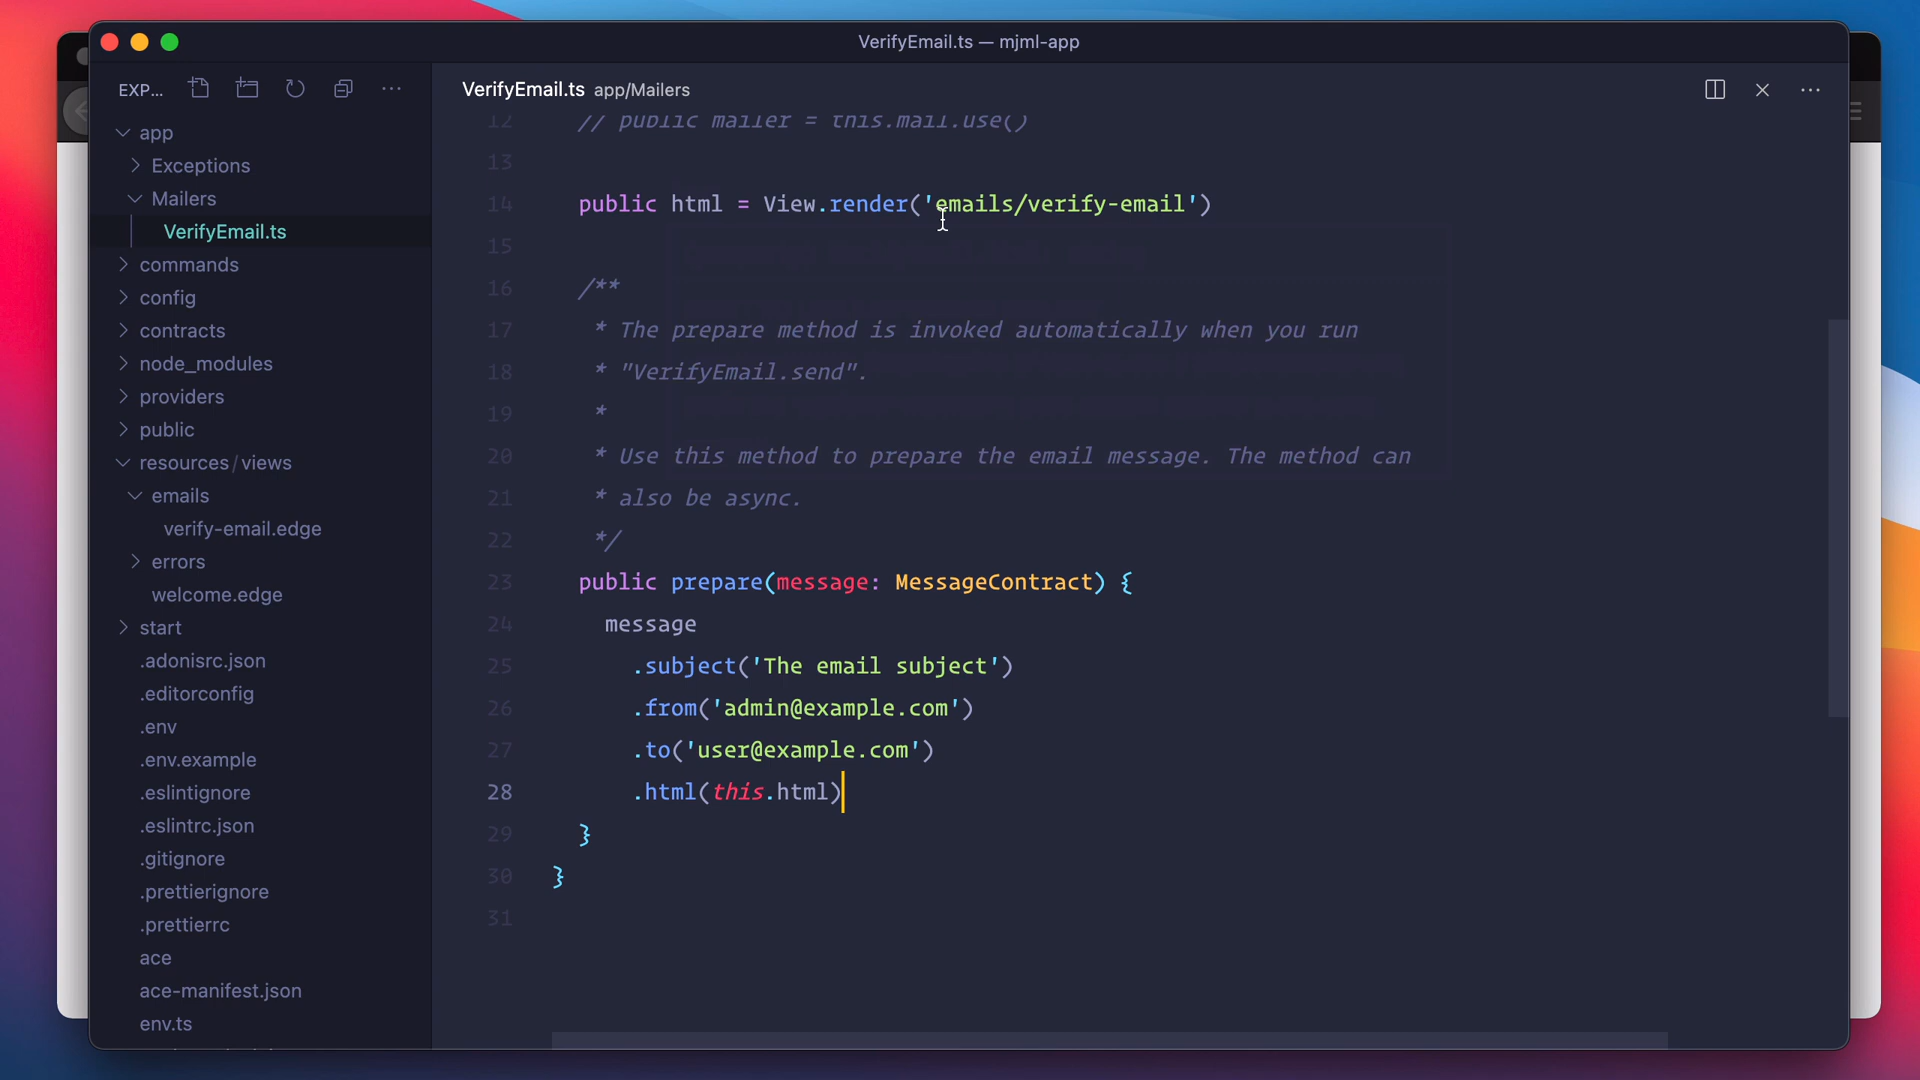 VerifyEmail.ts — mjml-app
EXP...
VerifyEmail.ts app/Mailers
app
Exceptions
Mailers
VerifyEmail.ts
commands
config
contracts
node_modules
providers
public
resources/views
emails
verify-email.edge
errors
welcome.edge
start
.adonisrc.json
.editorconfig
.env
.env.example
.eslintignore
.eslintrc.json
.gitignore
.prettierignore
.prettierrc
ace
ace-manifest.json
env.ts
12 // public mailer = this.mail.use()
13
14 public html = View.render('emails/verify-email')
15
16 /**
17 * The prepare method is invoked automatically when you run
18 * "VerifyEmail.send".
19 *
20 * Use this method to prepare the email message. The method can
21 * also be async.
22 */
23 public prepare(message: MessageContract) {
24 message
25 .subject('The email subject')
26 .from('admin@example.com')
27 .to('user@example.com')
28 .html(this.html)
29 }
30 }
31